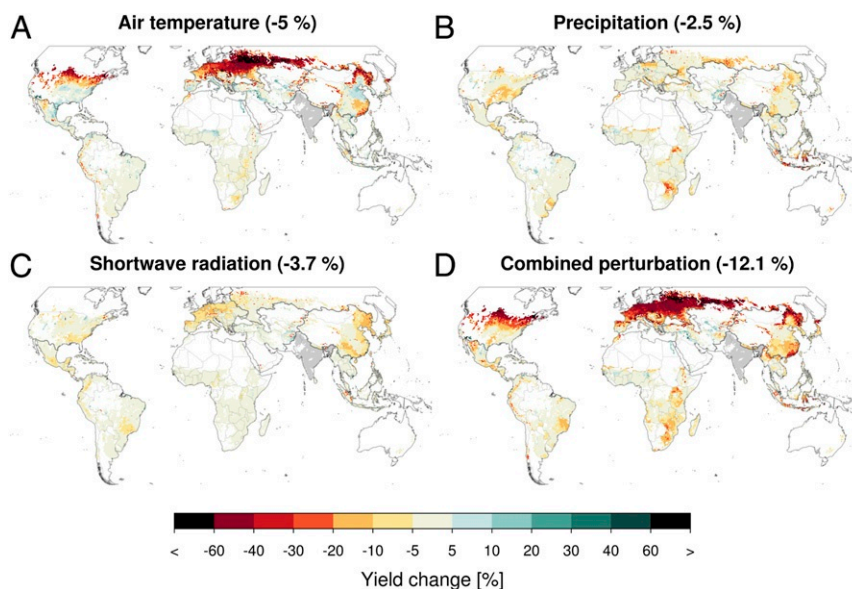 A
Air temperature (-5 %)
B
Precipitation (-2.5 %)
C
Shortwave radiation (-3.7 %)
D
Combined perturbation (-12.1 %)
< -60 -40 -30 -20 -10 -5 5 10 20 30 40 60 >
Yield change [%]